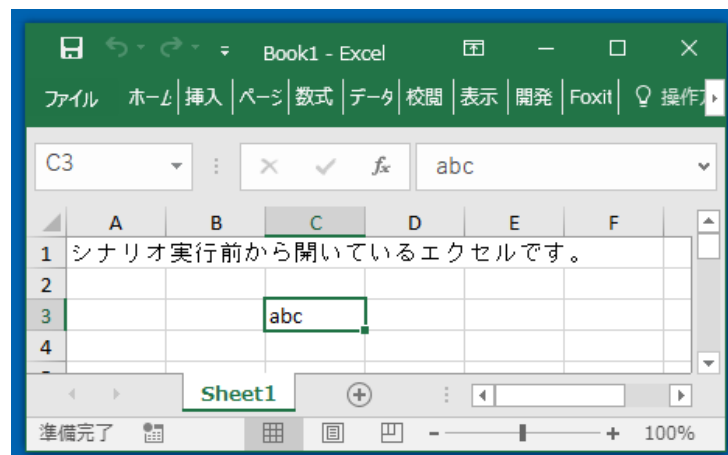 Book1 - Excel
ファイル ホーム 挿入 ページ 数式 データ 校閲 表示 開発 Foxit 操作
C3 fx abc
A B C D E F
1 シナリオ実行前から開いているエクセルです。
2
3 abc
4
Sheet1
準備完了 100%